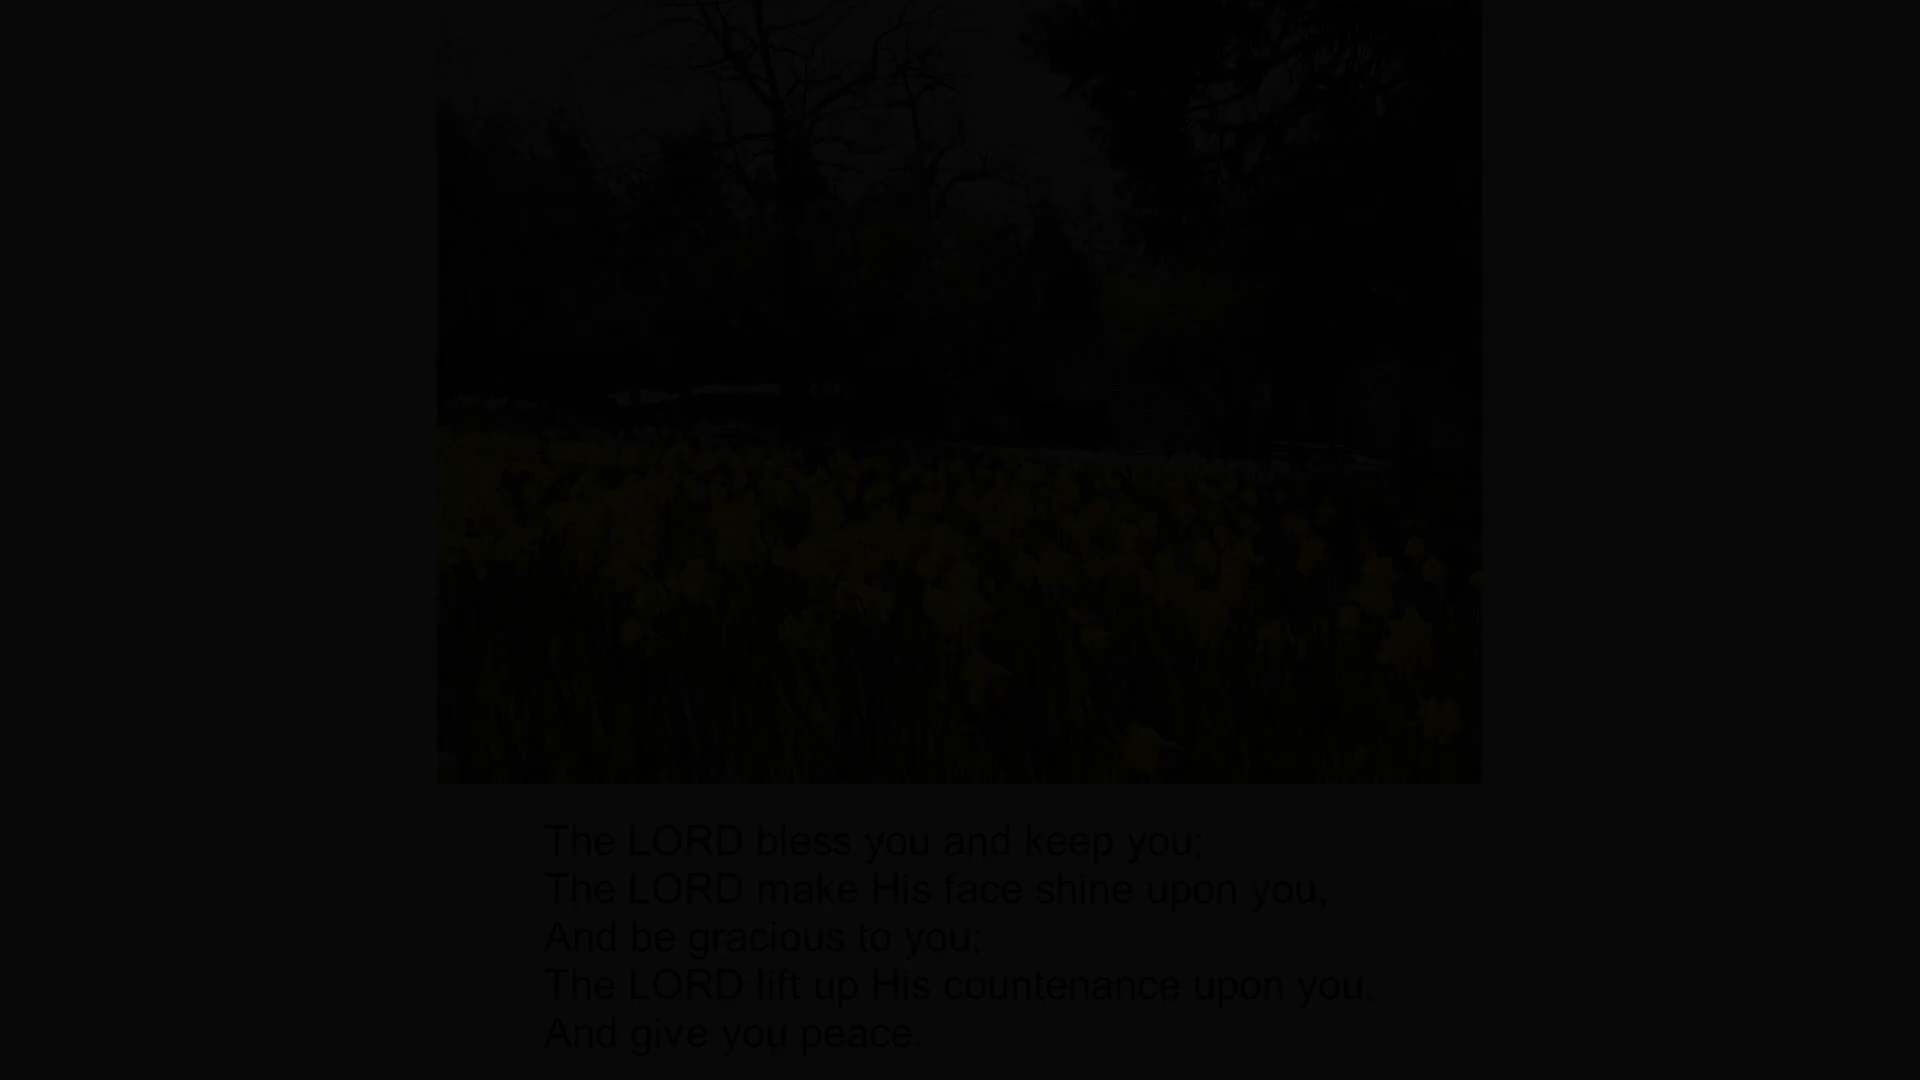 The LORD bless you and keep you;
The LORD make His face shine upon you,
And be gracious to you;
The LORD lift up His countenance upon you,
And give you peace.